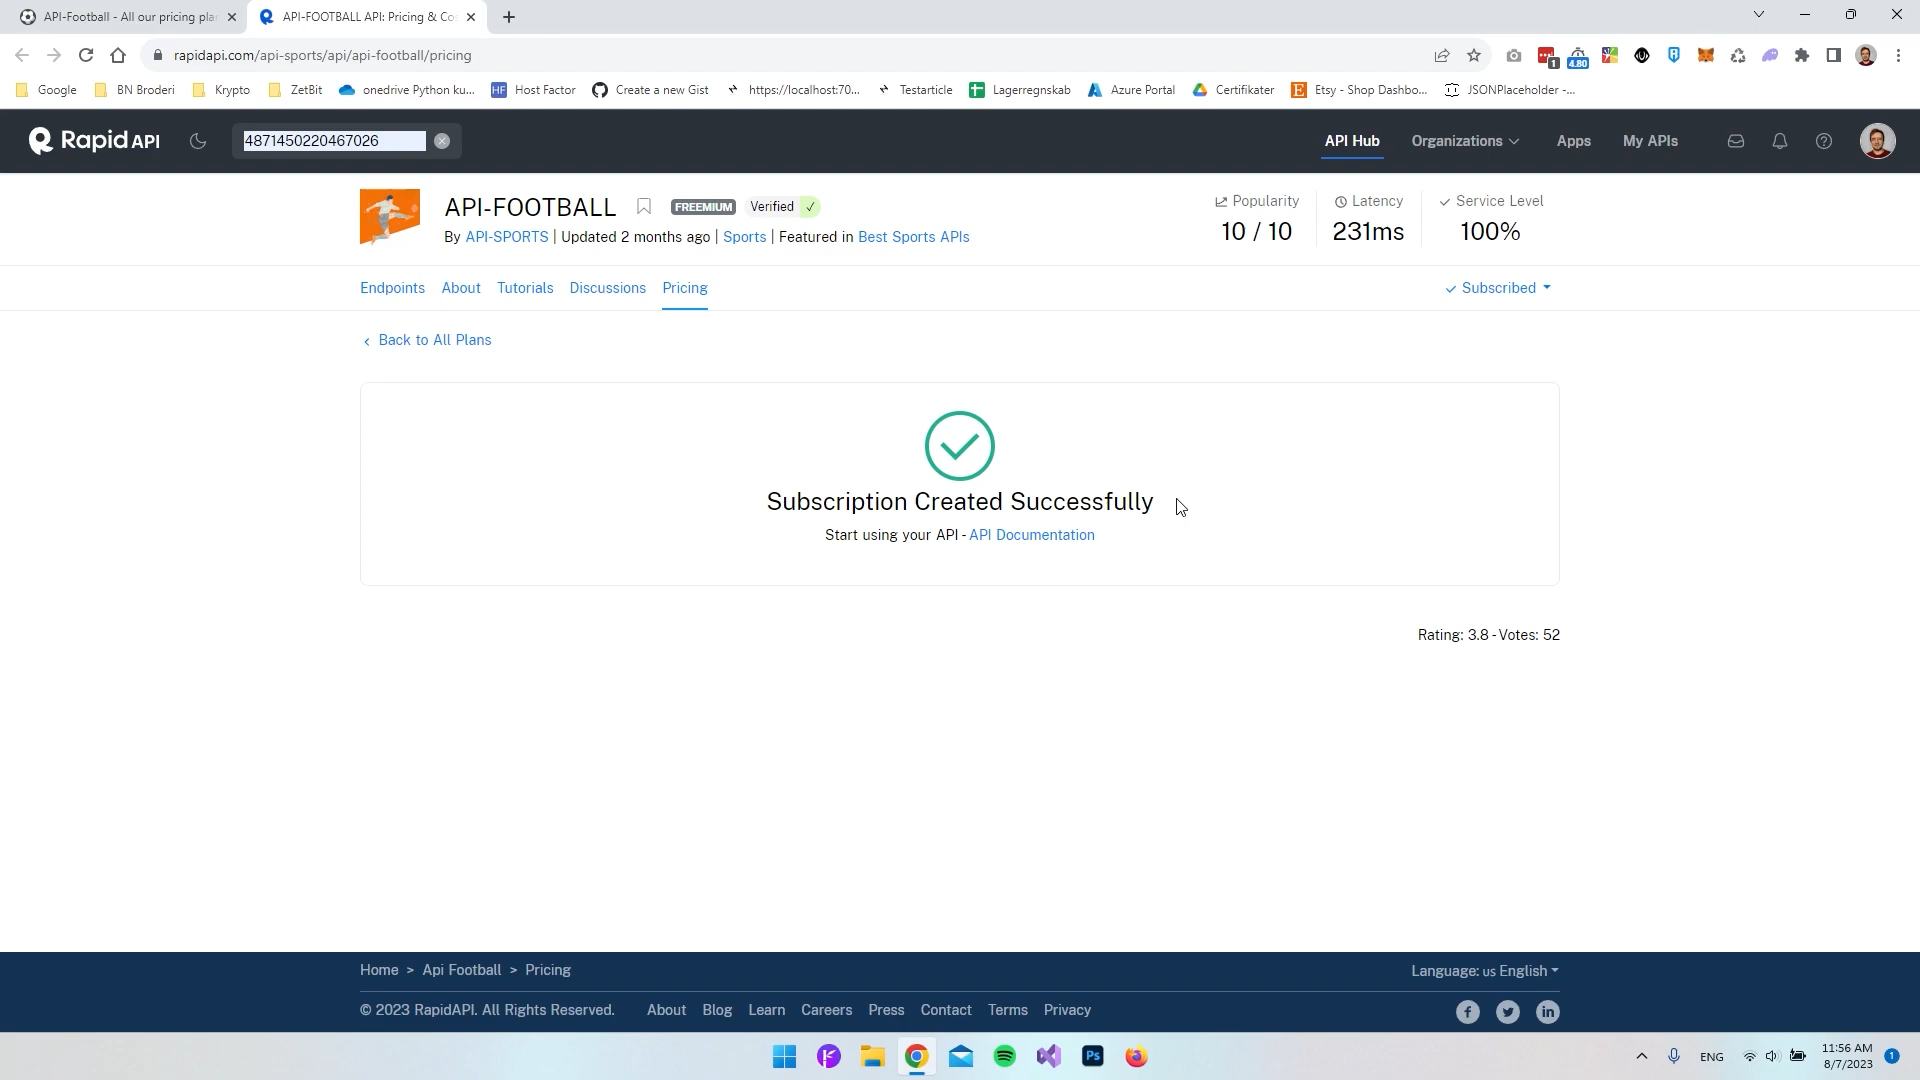 API-Football - All our pricing pla
API-FOOTBALL API: Pricing & Co
rapidapi.com/api-sports/api/api-football/pricing
1
4.80
Google
BN Broderi
Krypto
ZetBit
onedrive Python ku...
HF
Host Factor
Create a new Gist
https://localhost:70...
Testarticle
Lagerregnskab
Azure Portal
Certifikater
E
Etsy - Shop Dashbo...
JSONPlaceholder -...
Rapid API
4871450220467026
API Hub
Organizations
Apps
My APIs
API-FOOTBALL
FREEMIUM
Verified ✓
By API-SPORTS | Updated 2 months ago | Sports | Featured in Best Sports APIs
Popularity
10 / 10
Latency
231ms
Service Level
100%
Endpoints
About
Tutorials
Discussions
Pricing
Subscribed
Back to All Plans
Subscription Created Successfully
Start using your API - API Documentation
Rating: 3.8 - Votes: 52
Home > Api Football > Pricing
Language: us English
© 2023 RapidAPI. All Rights Reserved.
About
Blog
Learn
Careers
Press
Contact
Terms
Privacy
Ps
ENG
11:56 AM
8/7/2023
1